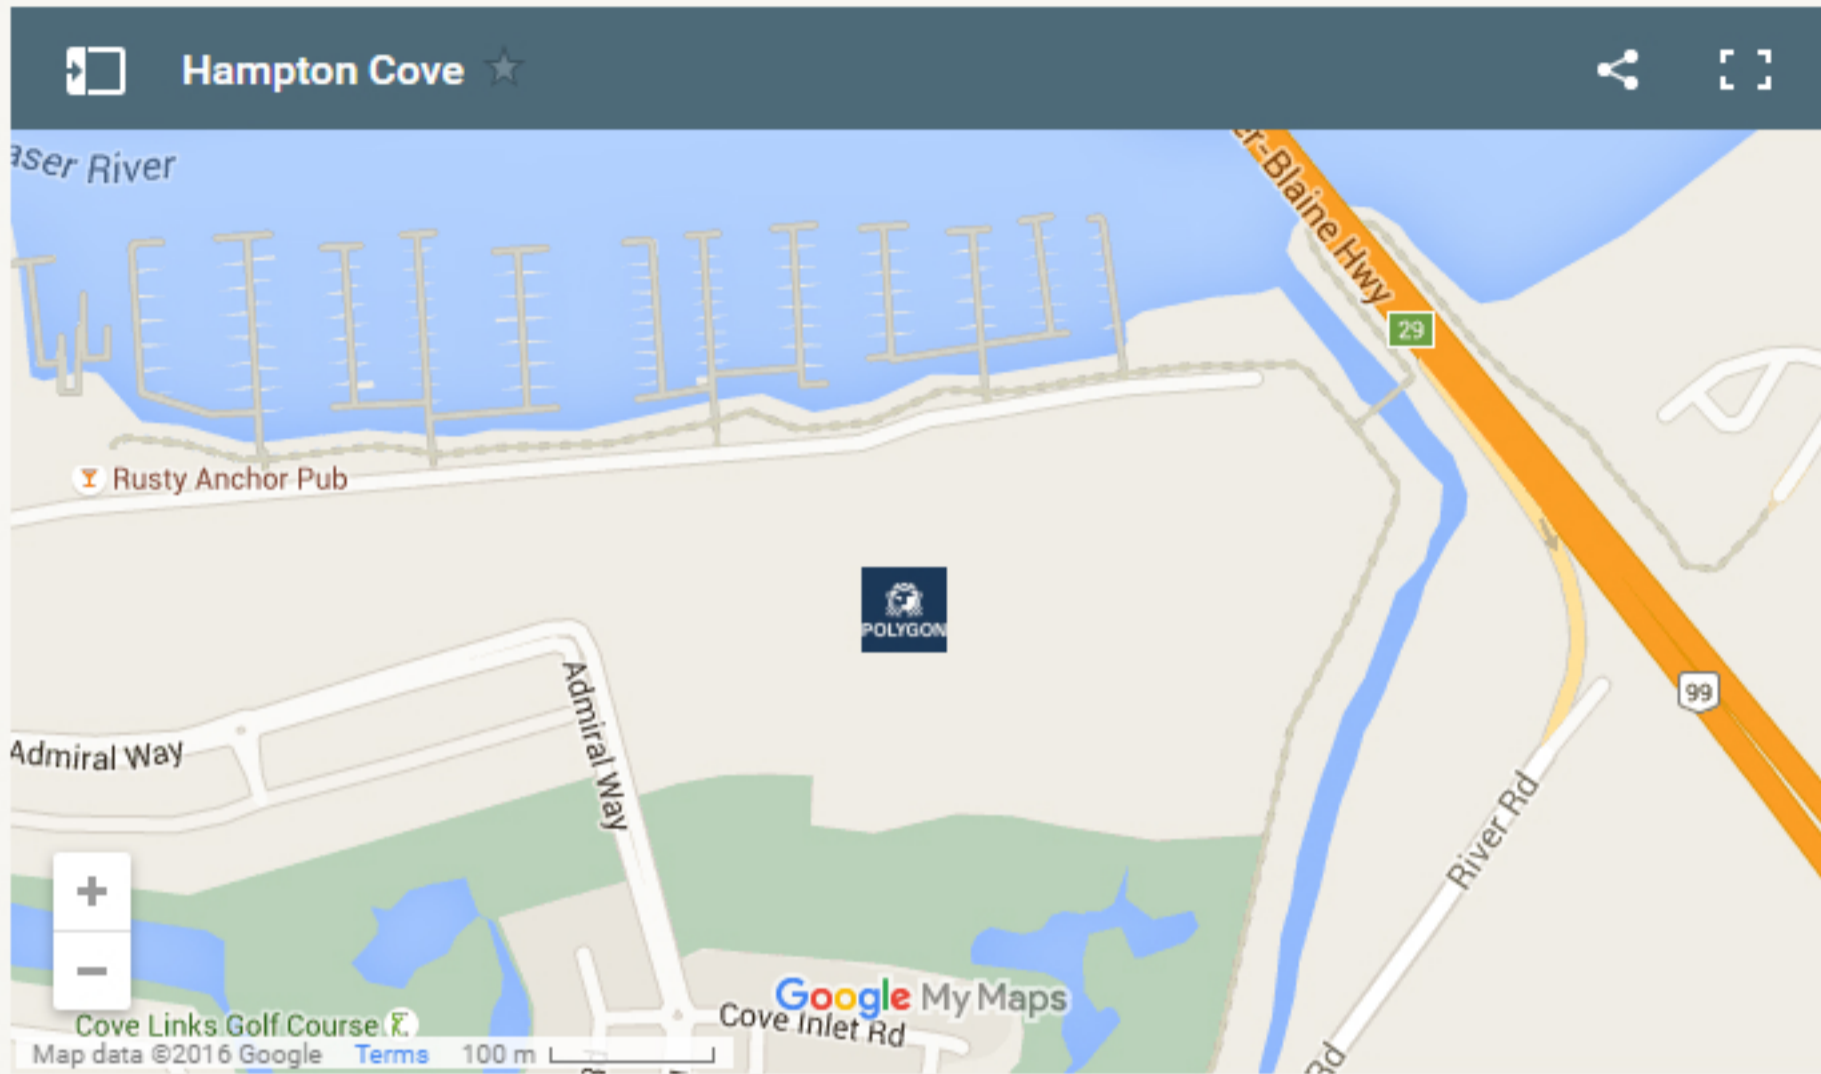 Hampton Cove
aser River
er-Blaine Hwy
29
Rusty Anchor Pub
POLYGON
99
Admiral Way
Admiral Way
River Rd
Google My Maps
Cove Inlet Rd
Cove Links Golf Course
Rd
Map data ©2016 Google Terms 100 m